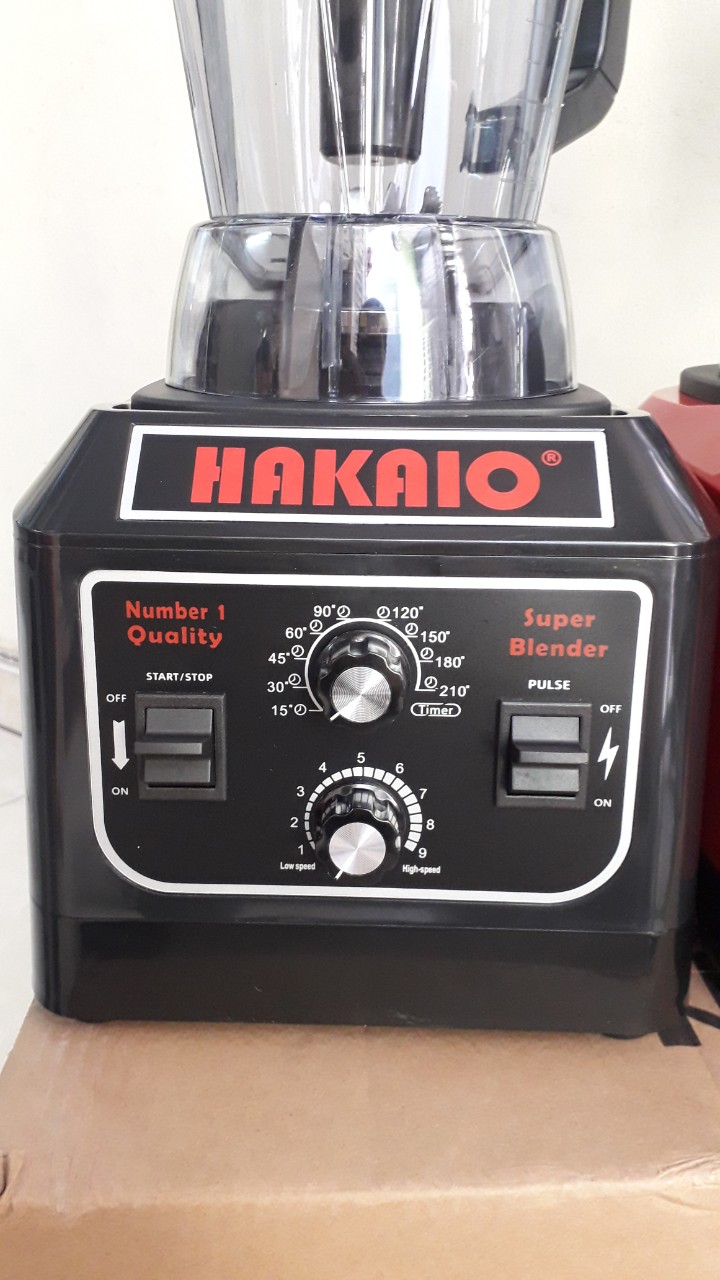 HAKAIO®
Number 1
Quality
Super
Blender
START/STOP
OFF
ON
90"
120"
60"
150"
45"
180"
30"
210"
15"
Timer
PULSE
OFF
ON
5
4
6
3
7
2
8
1
9
Low speed
High-speed